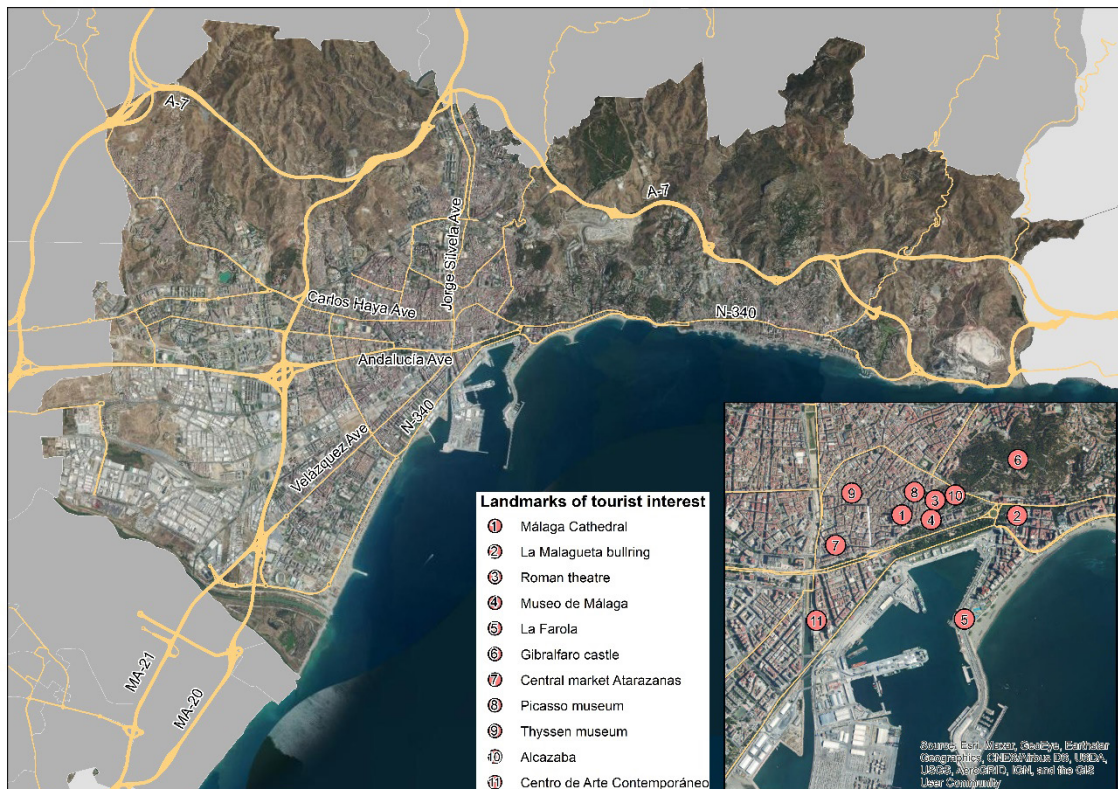 A-7
A-7
Jorge Silvela Ave
Carlos Haya Ave
N-340
Andalucía Ave
N-340
Velázquez Ave
MA-21
MA-20
Landmarks of tourist interest
1 Málaga Cathedral
2 La Malagueta bullring
3 Roman theatre
4 Museo de Málaga
5 La Farola
6 Gibralfaro castle
7 Central market Atarazanas
8 Picasso museum
9 Thyssen museum
10 Alcazaba
11 Centro de Arte Contemporáneo
6
9
8
3
10
1
4
2
7
11
5
Source: Esri, Maxar, GeoEye, Earthstar
Geographics, CNES/Airbus DS, USDA,
USGS, AeroGRID, IGN, and the GIS
User Community